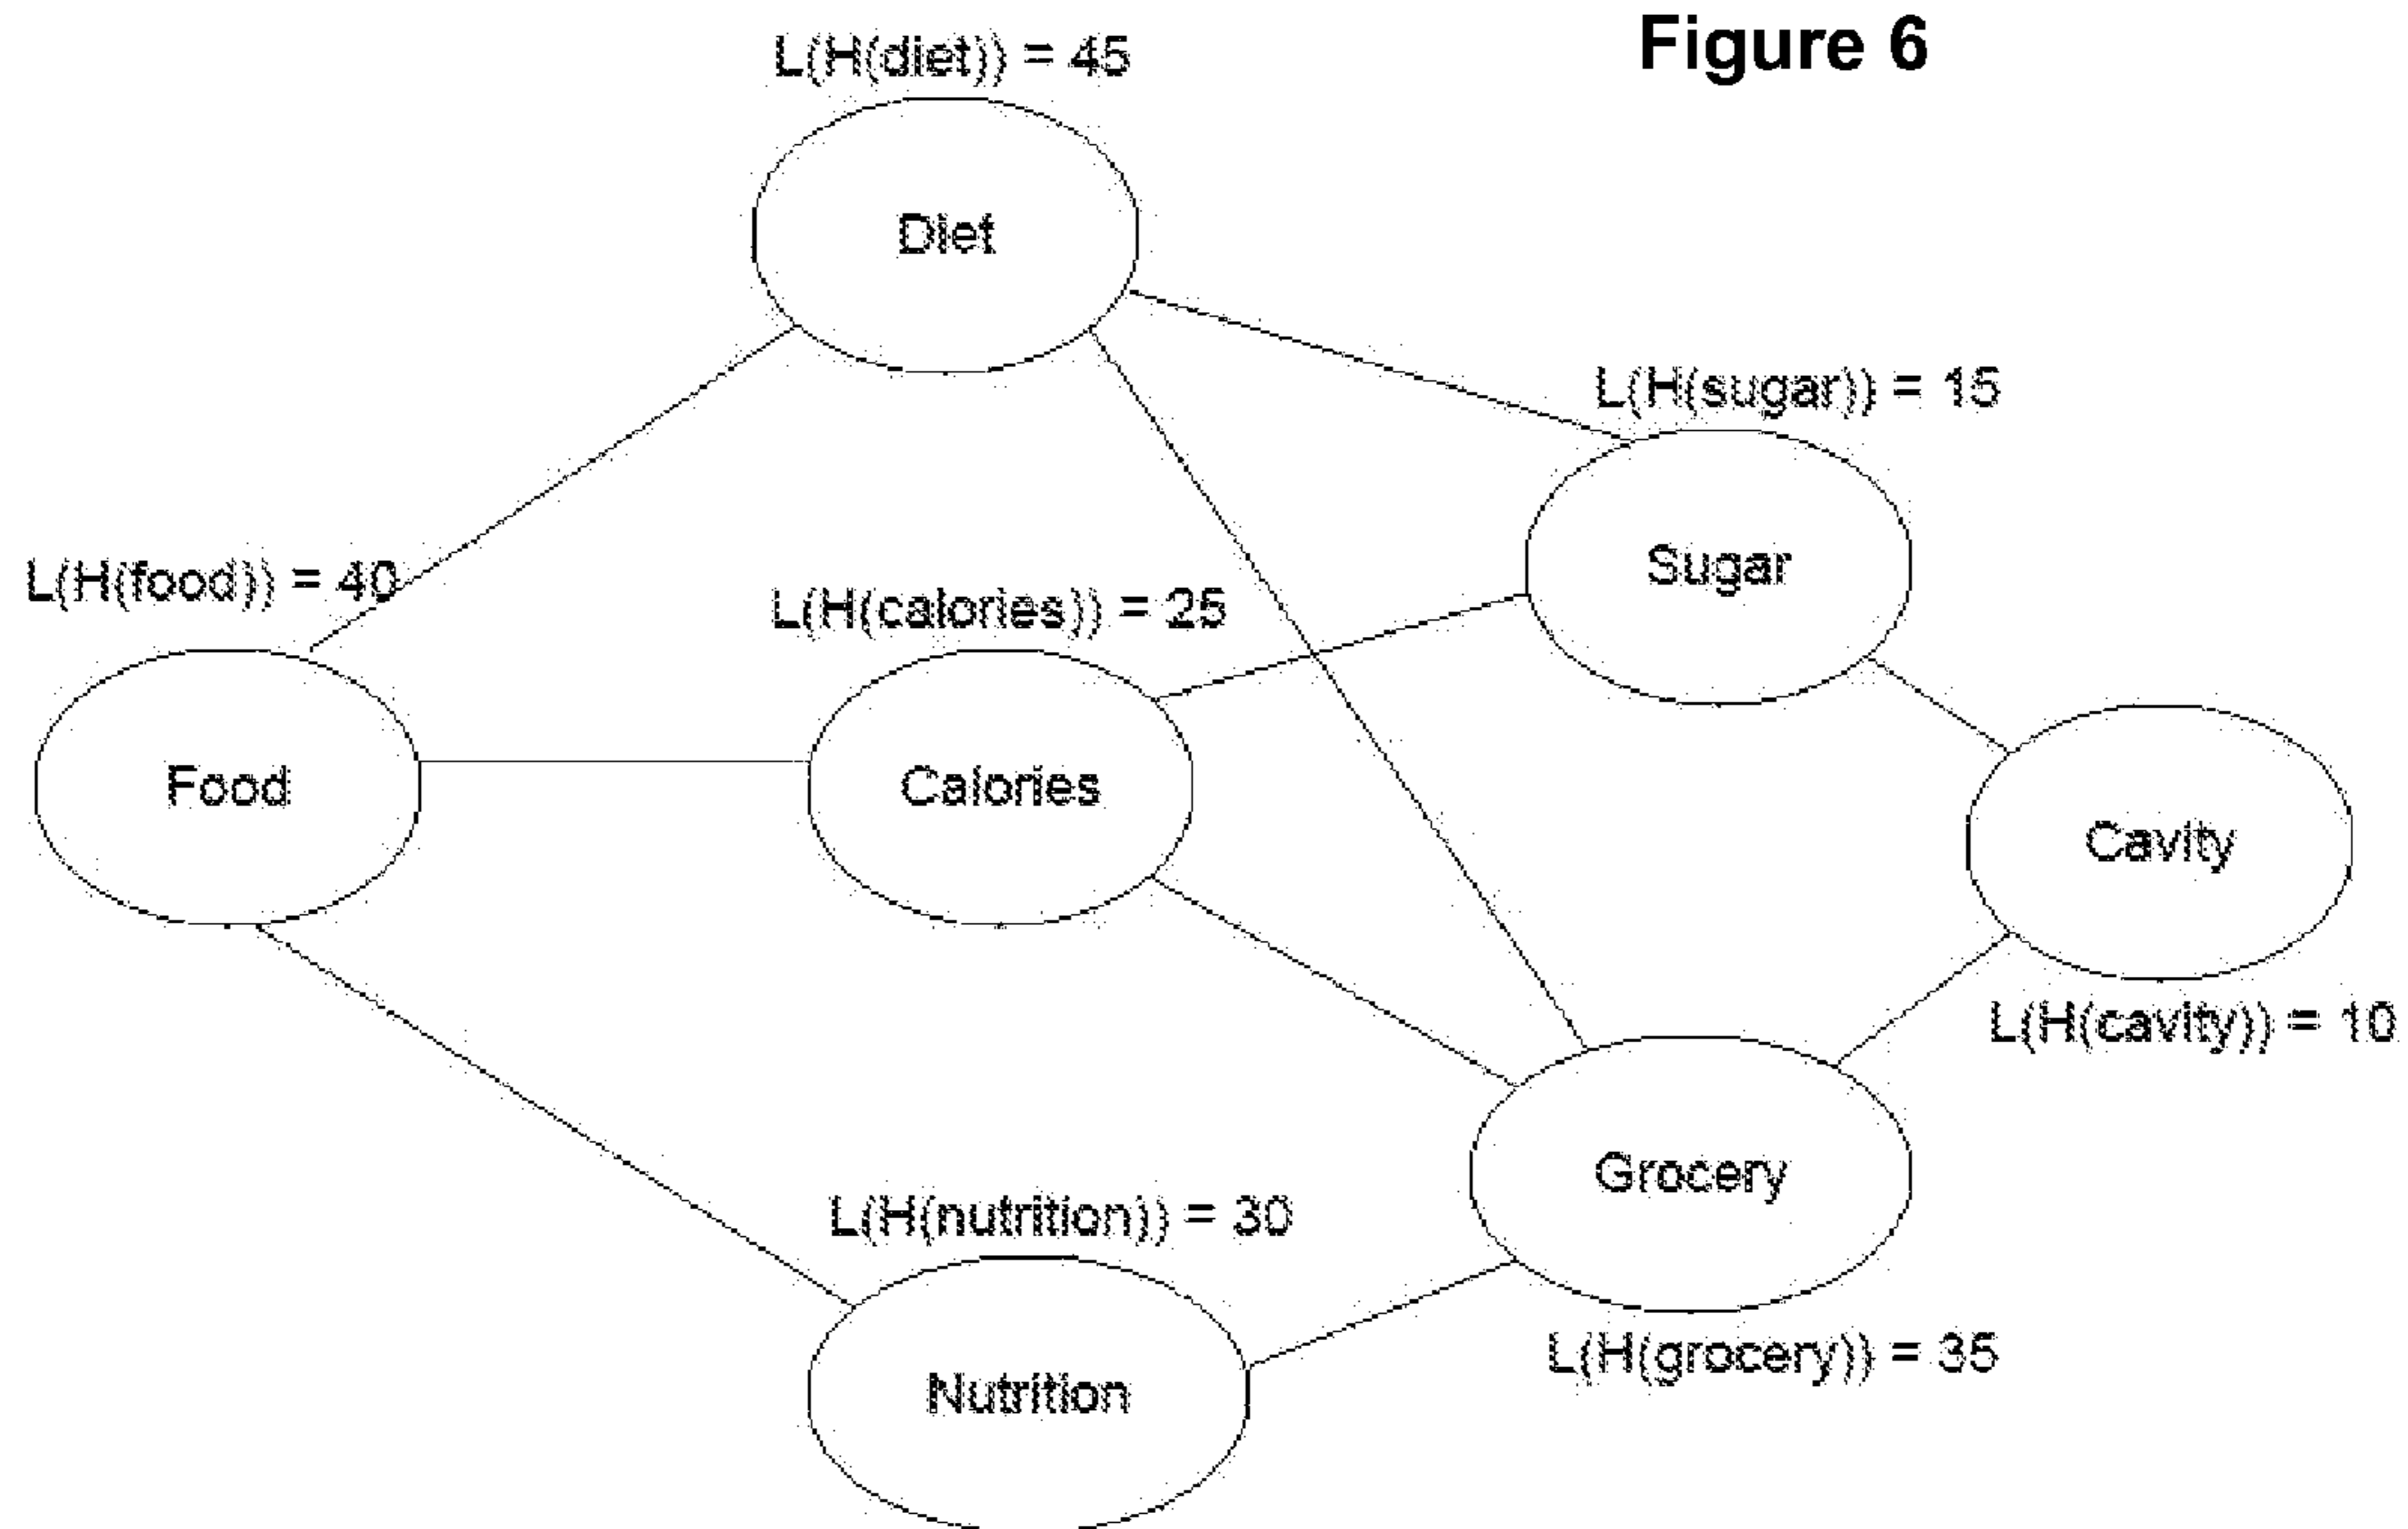 Figure 6
L(H(diet)) = 45
Diet
L(H(sugar)) = 15
Sugar
L(H(food)) = 40
L(H(calories)) = 25
Food
Calories
Cavity
L(H(cavity)) = 10
Grocery
L(H(nutrition)) = 30
L(H(grocery)) = 35
Nutrition